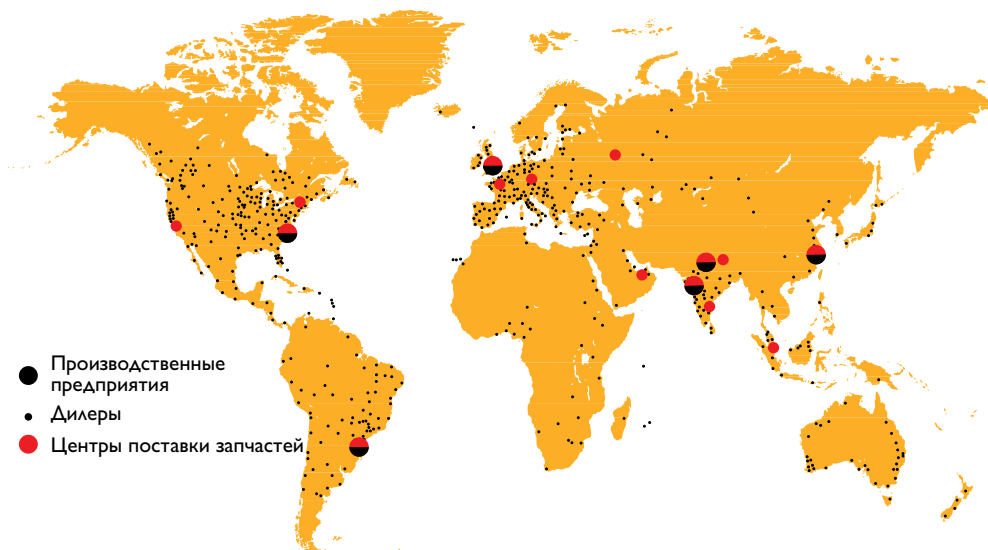 Производственные
предприятия
Дилеры
Центры поставки запчастей